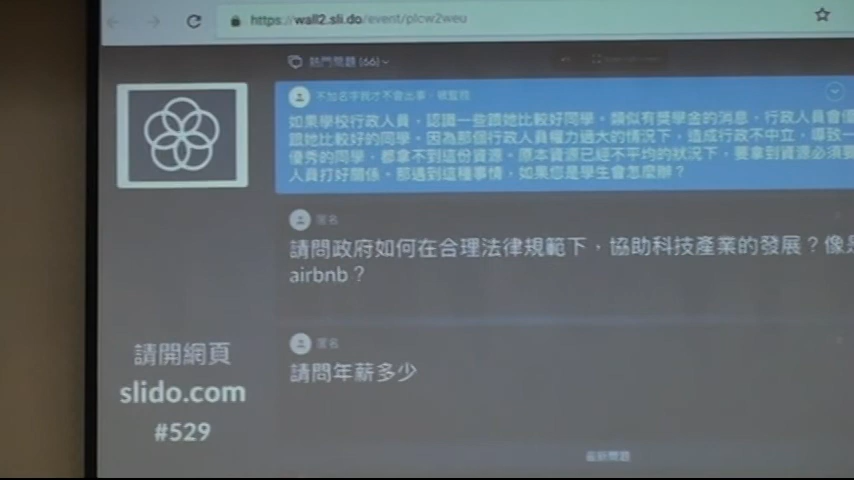 https://wall2.sli.do/event/plcw2weu
熱門問題 (66)
不加名字我才不會出事,被監視
如果學校行政人員,認識一些跟她比較好同學。類似有獎學金的消息,行政人員會優
跟她比較好的同學。因為那個行政人員權力過大的情況下,造成行政不中立,導致一
優秀的同學,都拿不到這份資源。原本資源已經不平均的狀況下,要拿到資源必須要
人員打好關係。那遇到這種事情,如果您是學生會怎麼辦?
匿名
請問政府如何在合理法律規範下,協助科技產業的發展?像是
airbnb?
匿名
請問年薪多少
最新問題
請開網頁
slido.com
#529